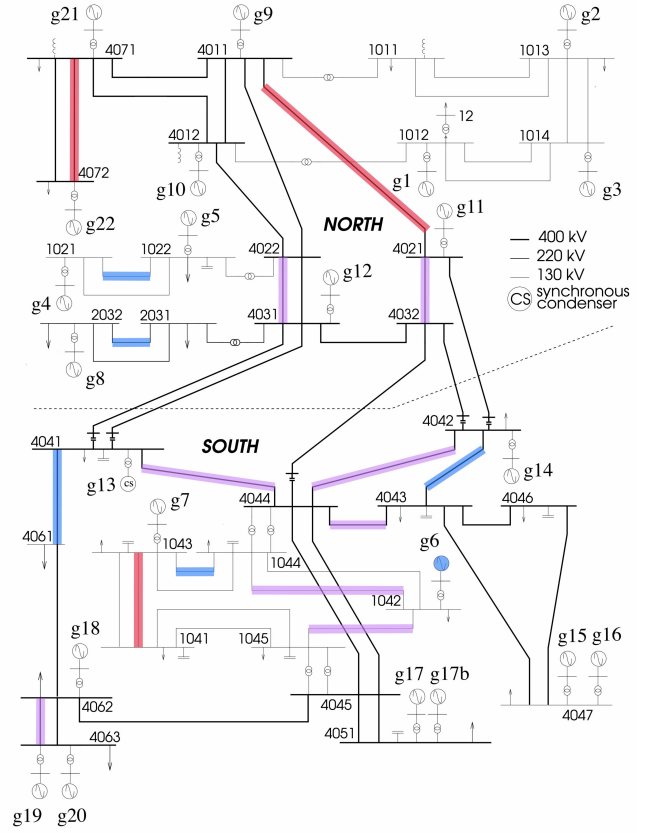 g21
g9
g2
4071
4011
1011
1013
12
4012
1012
1014
4072
g10
g1
g3
g22
g5
g11
NORTH
400 kV
220 kV
130 kV
CS synchronous
condenser
1021
1022
4022
4021
g12
g4
2032
2031
4031
4032
g8
4042
4041
SOUTH
g13
CS
g14
g7
4044
4043
4046
4061
1043
g6
1044
1042
g18
1041
1045
g15
g16
g17
g17b
4062
4045
4047
4063
4051
g19
g20